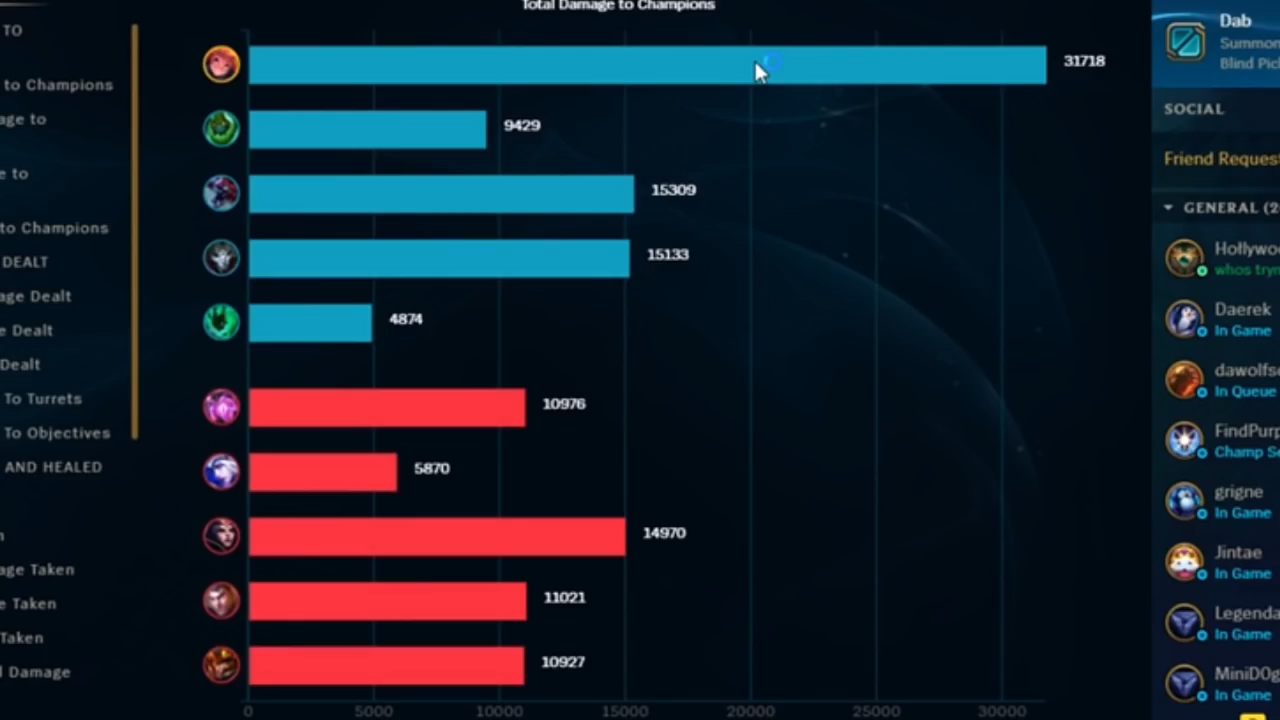 Total Damage to Champions
TO
to Champions
age to
e to
to Champions
DEALT
age Dealt
e Dealt
Dealt
To Turrets
To Objectives
AND HEALED
n
age Taken
e Taken
Taken
l Damage
31718
9429
15309
15133
4874
10976
5870
14970
11021
10927
0 5000 10000 15000 20000 25000 30000
Dab
Summon
Blind Pic
SOCIAL
Friend Request
GENERAL (2
Hollywoo
whos tryn
Daerek
In Game
dawolfsc
In Queue
FindPurp
Champ Se
grigne
In Game
Jintae
In Game
Legenda
In Game
MiniD0g
In Game